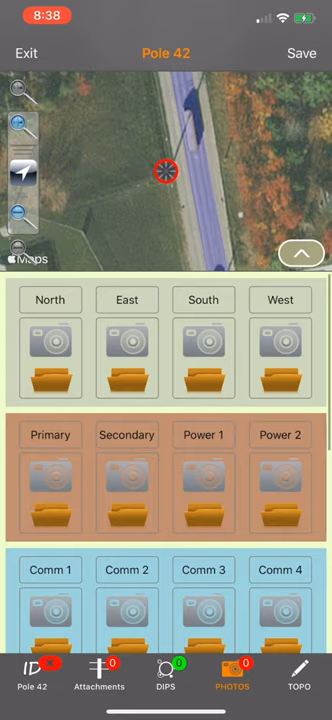 8:38
Exit Pole 42 Save
Maps
North East South West
Primary Secondary Power 1 Power 2
Comm 1 Comm 2 Comm 3 Comm 4
ID x 0 0 0
Pole 42 Attachments DIPS PHOTOS TOPO